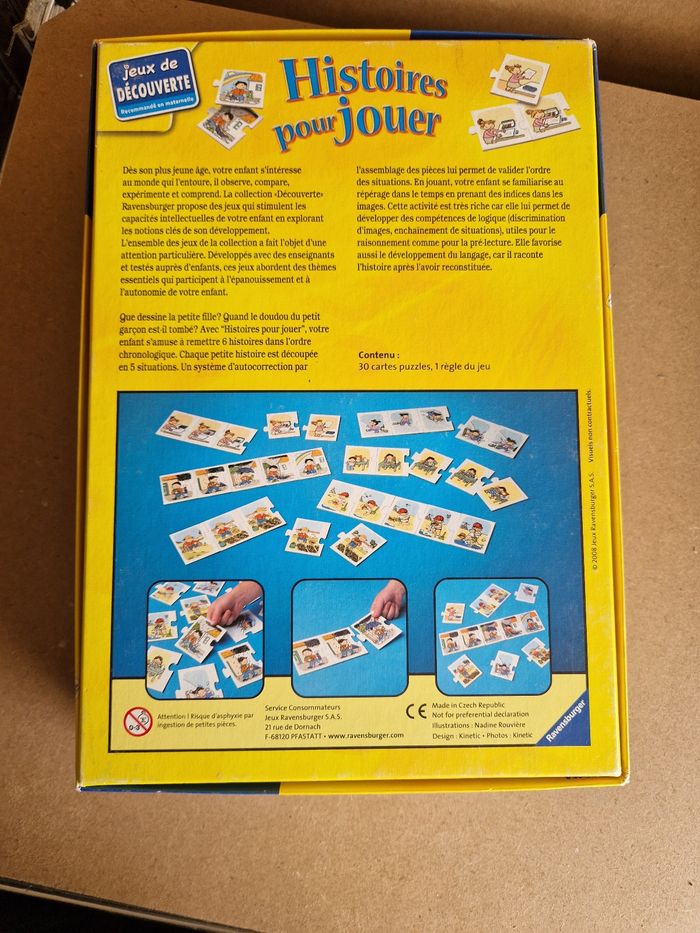 jeux de
DÉCOUVERTE
Recommandé en maternelle
Histoires
pour jouer
Dès son plus jeune âge, votre enfant s'intéresse
au monde qui l'entoure, il observe, compare,
expérimente et comprend. La collection «Découverte»
Ravensburger propose des jeux qui stimulent les
capacités intellectuelles de votre enfant en explorant
les notions clés de son développement.
L'ensemble des jeux de la collection a fait l'objet d'une
attention particulière. Développés avec des enseignants
et testés auprès d'enfants, ces jeux abordent des thèmes
essentiels qui participent à l'épanouissement et à
l'autonomie de votre enfant.
Que dessine la petite fille? Quand le doudou du petit
garçon est-il tombé? Avec "Histoires pour jouer", votre
enfant s'amuse à remettre 6 histoires dans l'ordre
chronologique. Chaque petite histoire est découpée
en 5 situations. Un système d'autocorrection par
l'assemblage des pièces lui permet de valider l'ordre
des situations. En jouant, votre enfant se familiarise au
repérage dans le temps en prenant des indices dans les
images. Cette activité est très riche car elle lui permet de
développer des compétences de logique (discrimination
d'images, enchaînement de situations), utiles pour le
raisonnement comme pour la pré-lecture. Elle favorise
aussi le développement du langage, car il raconte
l'histoire après l'avoir reconstituée.
Contenu :
30 cartes puzzles, 1 règle du jeu
© 2008 Jeux Ravensburger S.A.S. Visuels non contractuels.
0-3
Attention ! Risque d'asphyxie par
ingestion de petites pièces.
Service Consommateurs
Jeux Ravensburger S.A.S.
21 rue de Dornach
F-68120 PFASTATT • www.ravensburger.com
CE
Made in Czech Republic
Not for preferential declaration
Illustrations : Nadine Rouvière
Design : Kinetic • Photos : Kinetic
Ravensburger